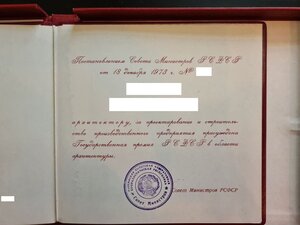 Постановлением Совета Министров РСФСР
от 13 декабря 1973 г. №
архитектору, за проектирование и строитель-
ство производственного предприятия присуждена
Государственная премия РСФСР в области
архитектуры.
Совет Министров РСФСР